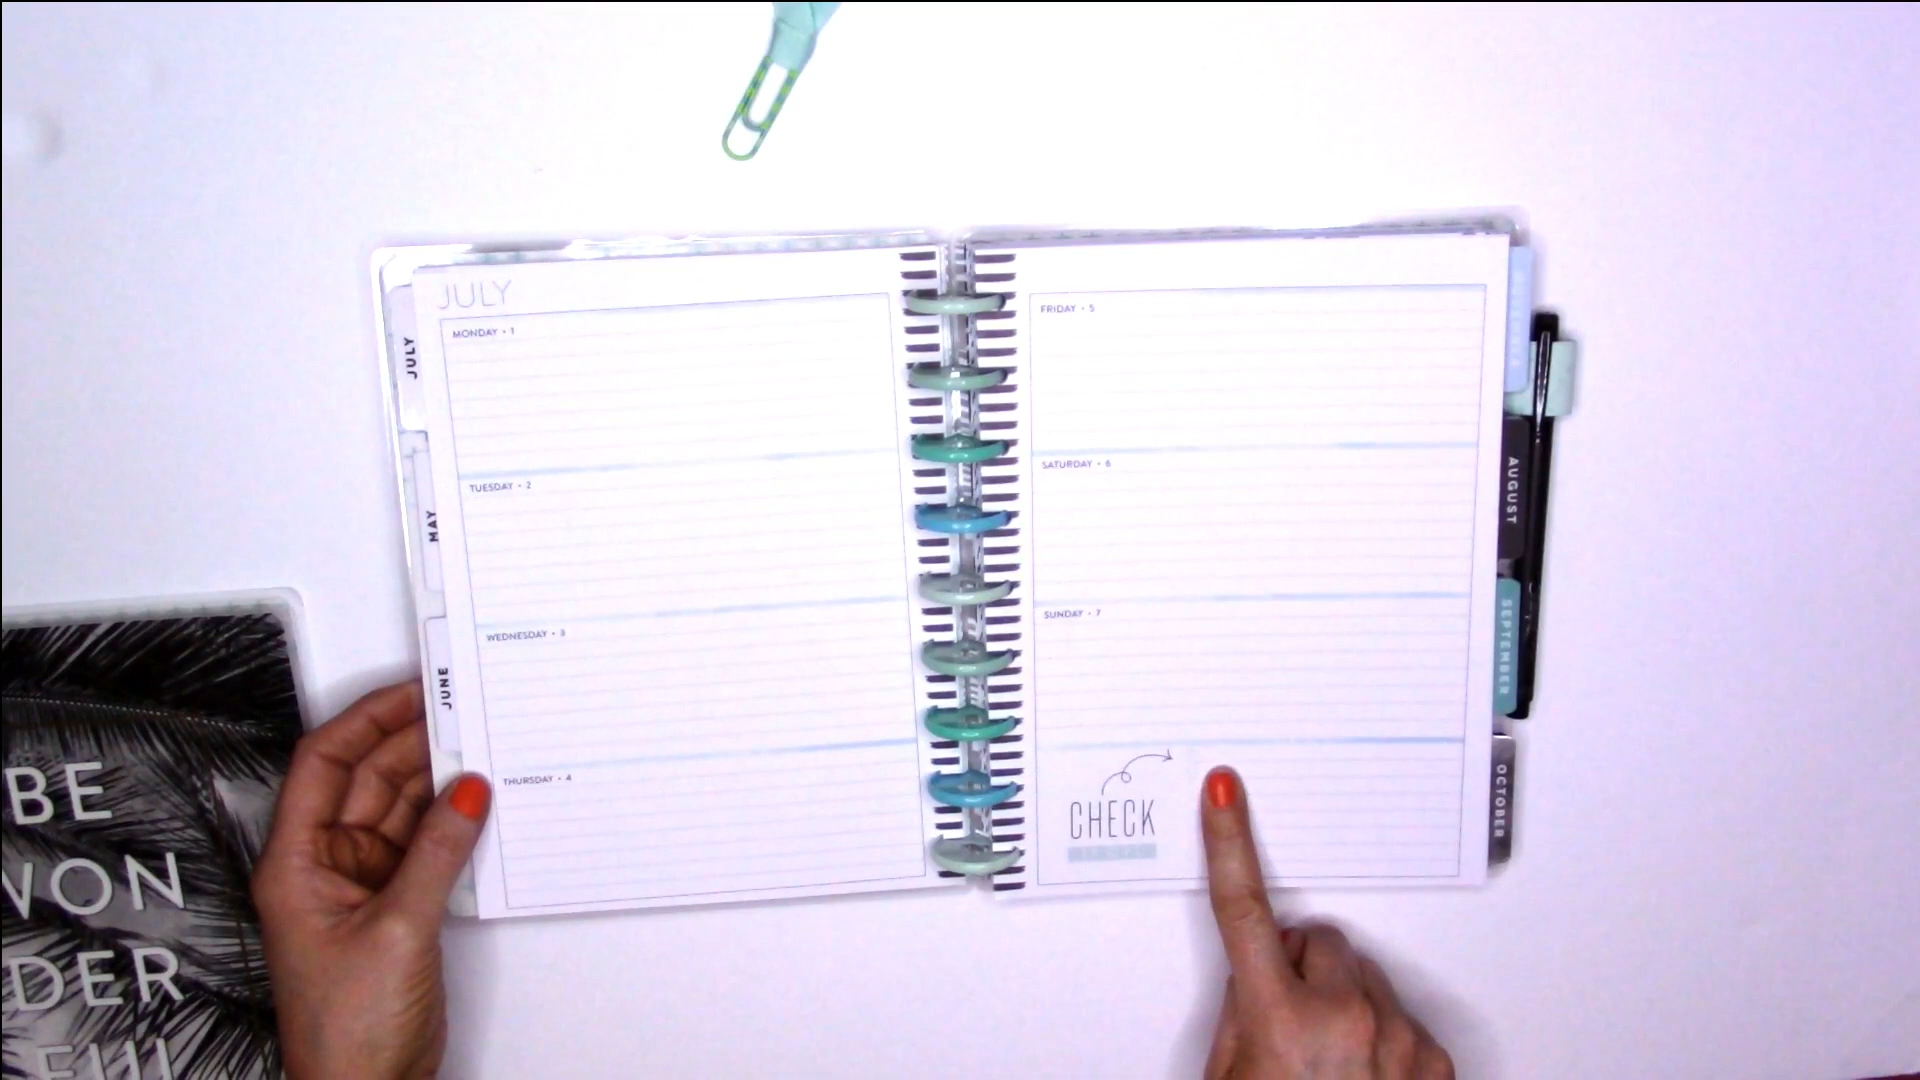 JULY
MONDAY • 1
TUESDAY • 2
WEDNESDAY • 3
THURSDAY • 4
FRIDAY • 5
SATURDAY • 6
SUNDAY • 7
CHECK
JULY
MAY
JUNE
AUGUST
SEPTEMBER
OCTOBER
BE
WON
DER
FUL